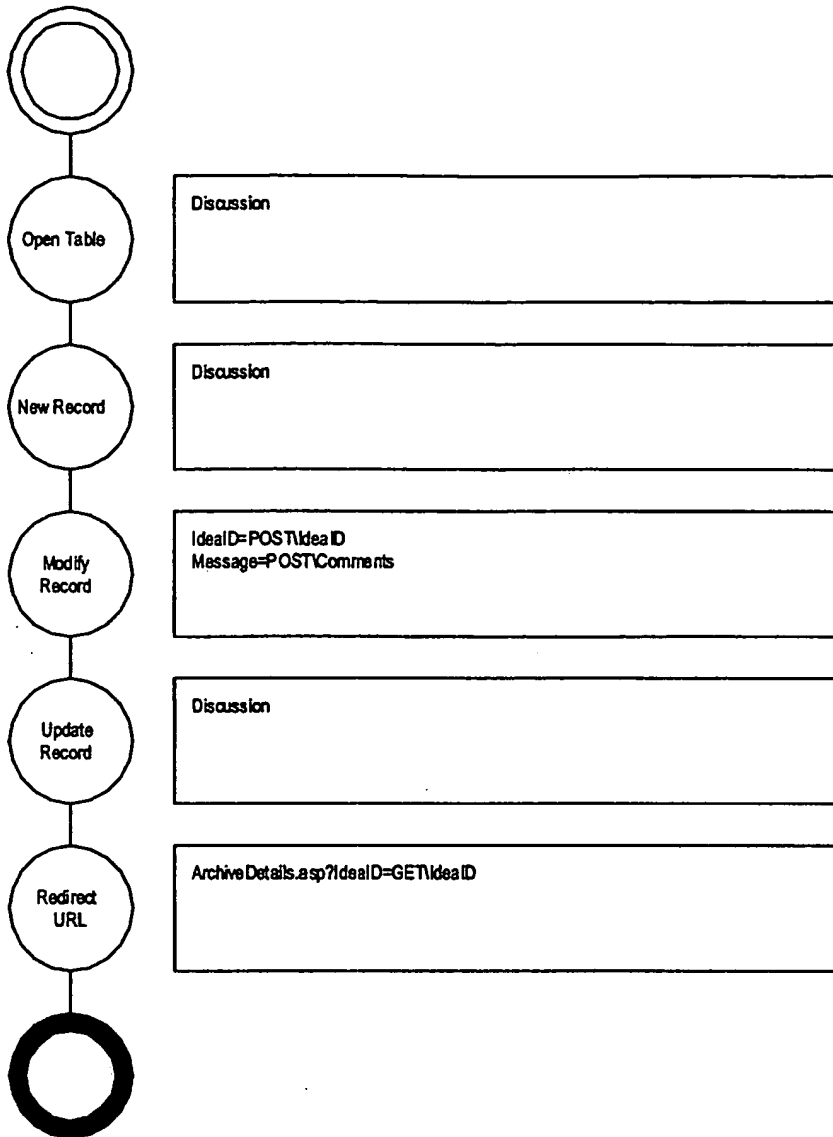 Open Table
Discussion
New Record
Discussion
Modify
Record
IdeaID=POST\IdeaID
Message=POST\Comments
Update
Record
Discussion
Redirect
URL
ArchiveDetails.asp?IdeaID=GET\IdeaID